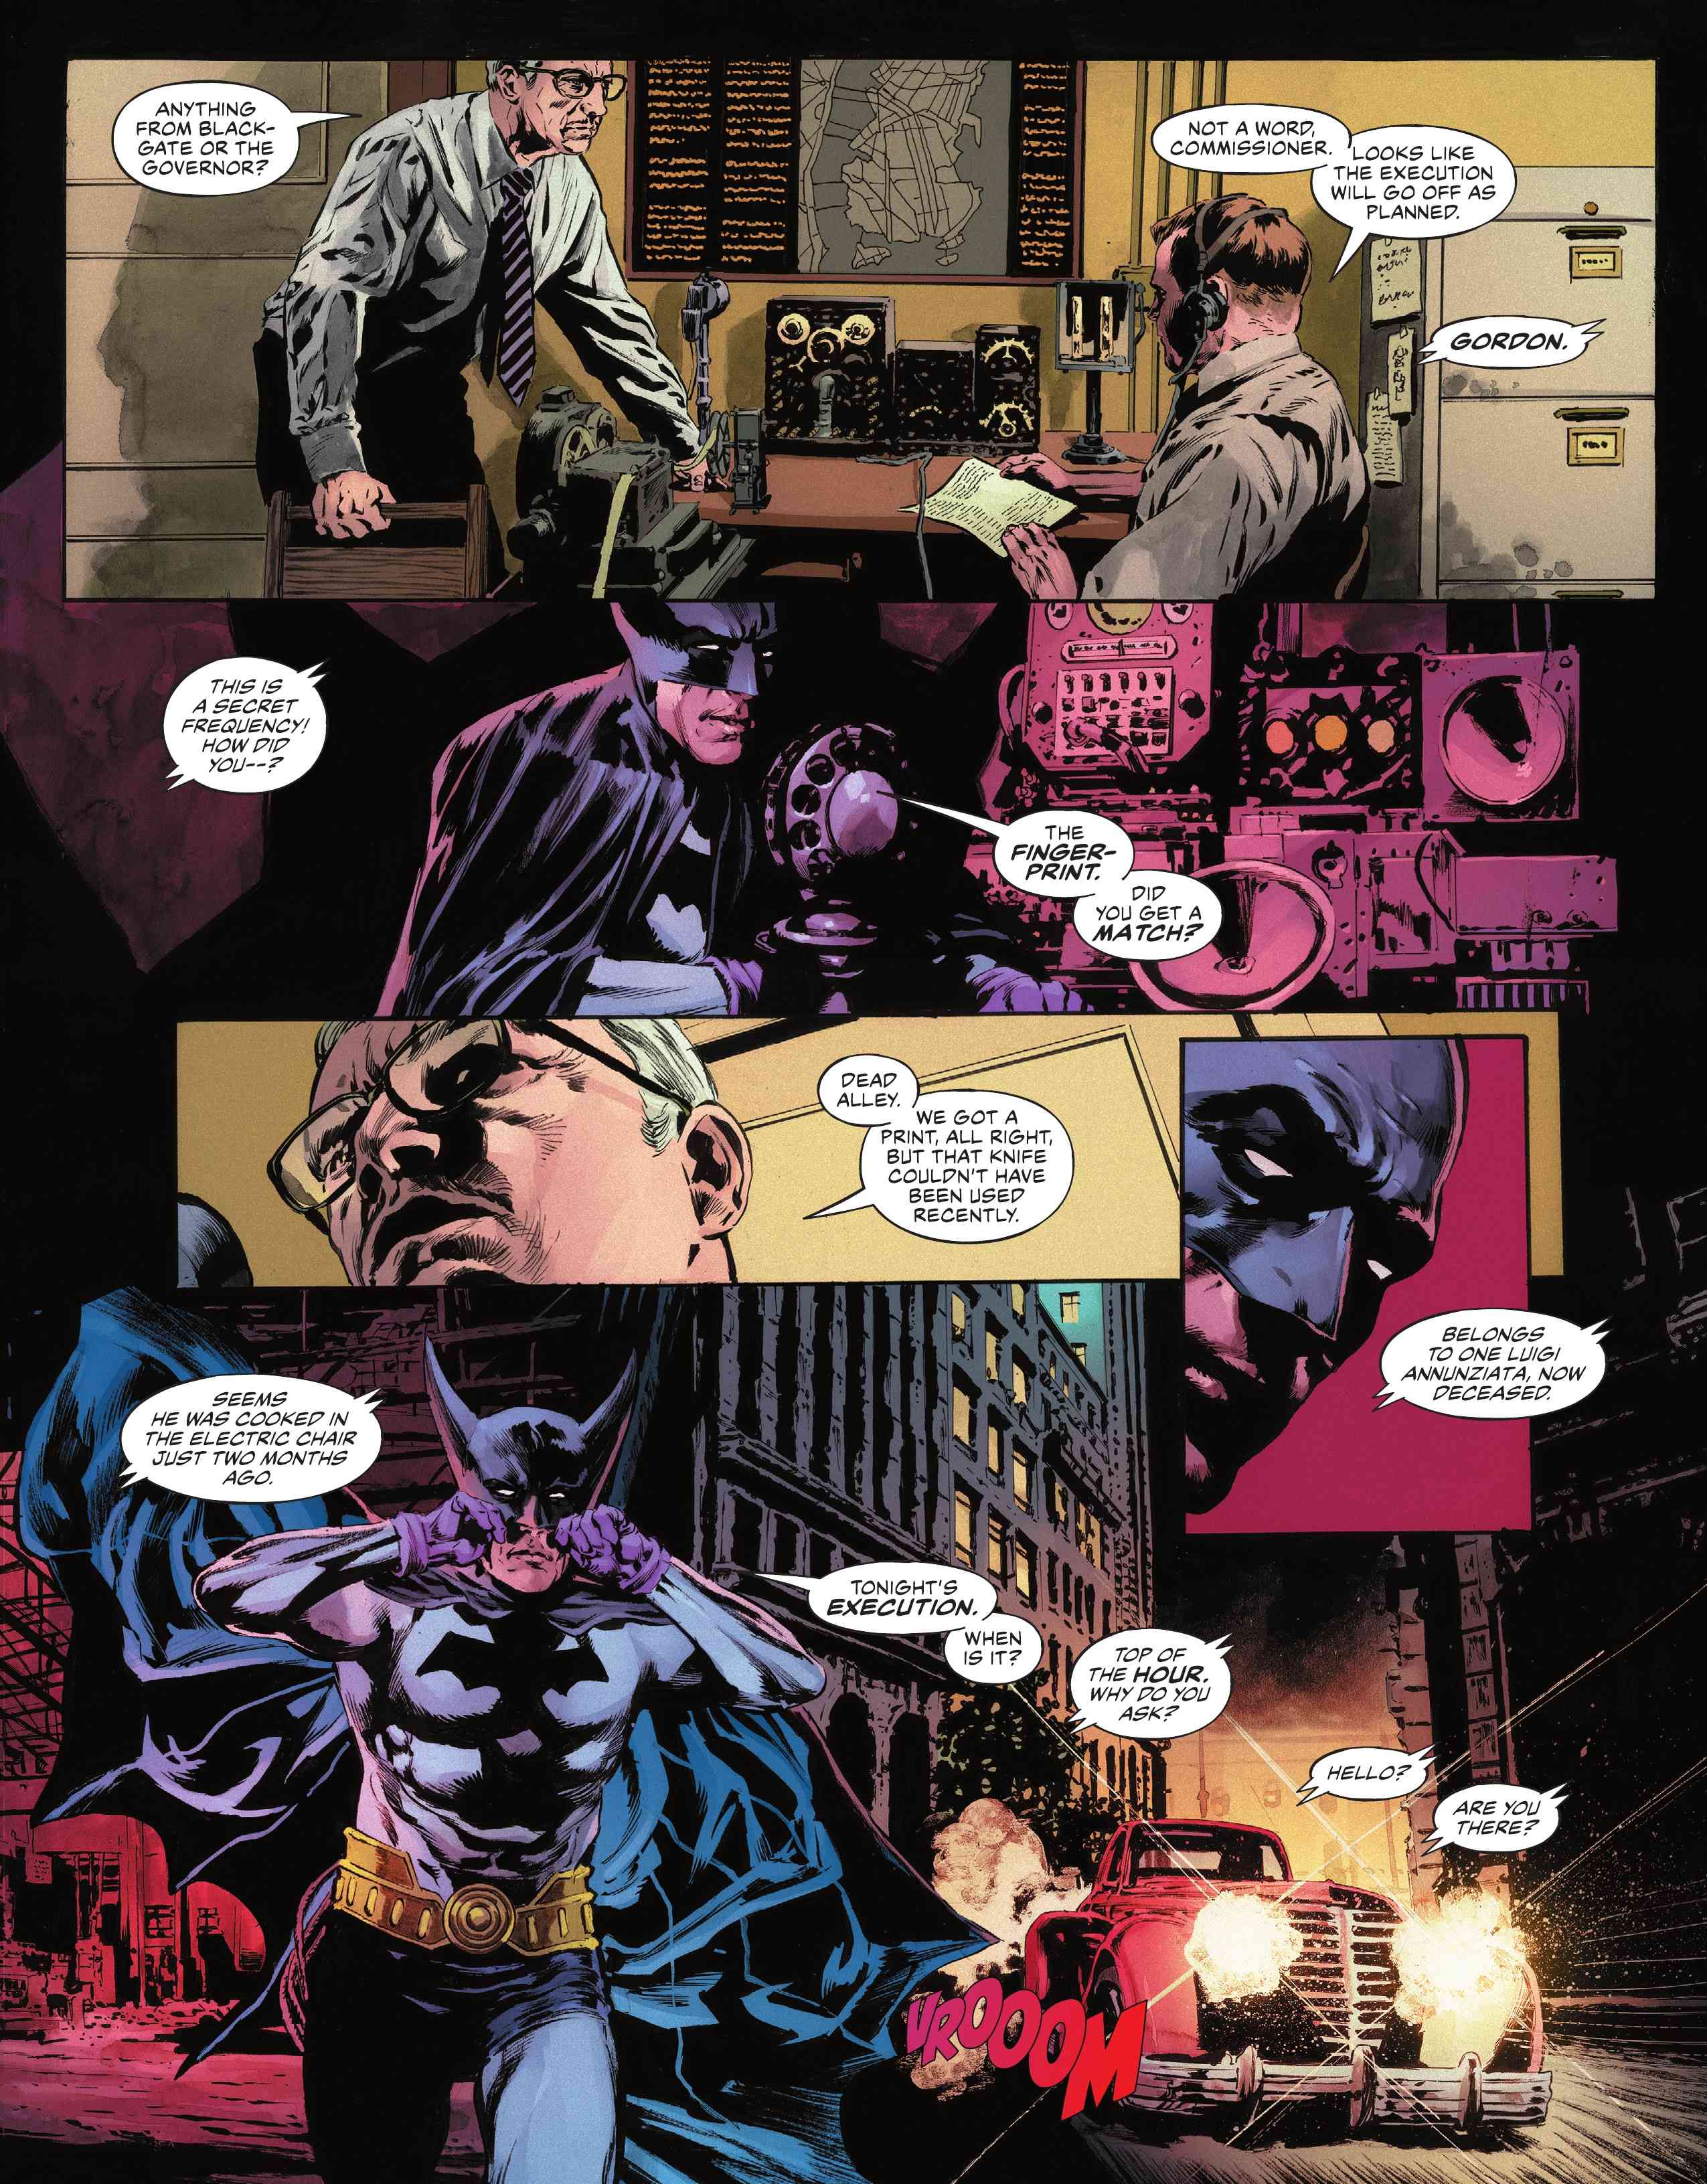 ANYTHING
FROM BLACK-
GATE OR THE
GOVERNOR?
NOT A WORD,
COMMISSIONER.
LOOKS LIKE
THE EXECUTION
WILL GO OFF AS
PLANNED.
GORDON.
THIS IS
A SECRET
FREQUENCY!
HOW DID
YOU--?
THE
FINGER-
PRINT.
DID
YOU GET A
MATCH?
DEAD
ALLEY.
WE GOT A
PRINT, ALL RIGHT,
BUT THAT KNIFE
COULDN'T HAVE
BEEN USED
RECENTLY.
BELONGS
TO ONE LUIGI
ANNUNZIATA, NOW
DECEASED.
SEEMS
HE WAS COOKED IN
THE ELECTRIC CHAIR
JUST TWO MONTHS
AGO.
TONIGHT'S
EXECUTION.
WHEN
IS IT?
TOP OF
THE HOUR.
WHY DO YOU
ASK?
HELLO?
ARE YOU
THERE?
VROOOM